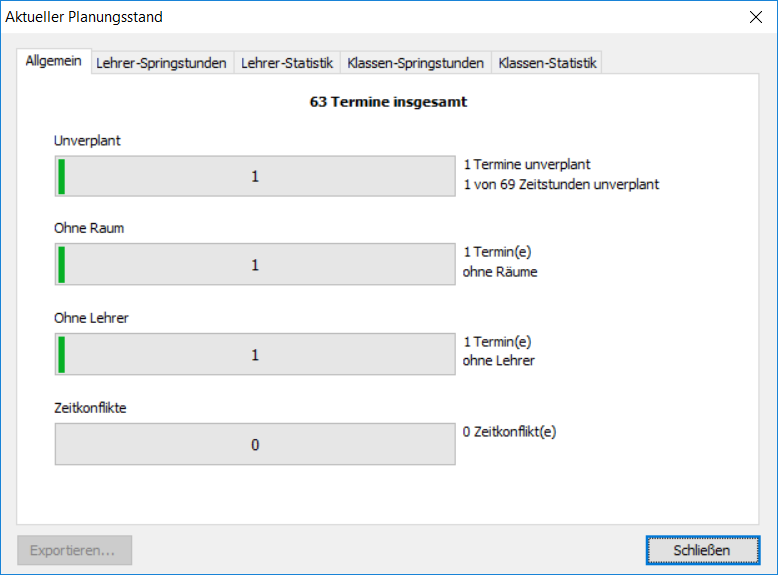 Aktueller Planungsstand
Allgemein
Lehrer-Springstunden
Lehrer-Statistik
Klassen-Springstunden
Klassen-Statistik
63 Termine insgesamt
Unverplant
1
1 Termine unverplant
1 von 69 Zeitstunden unverplant
Ohne Raum
1
1 Termin(e)
ohne Räume
Ohne Lehrer
1
1 Termin(e)
ohne Lehrer
Zeitkonflikte
0
0 Zeitkonflikt(e)
Exportieren...
Schließen